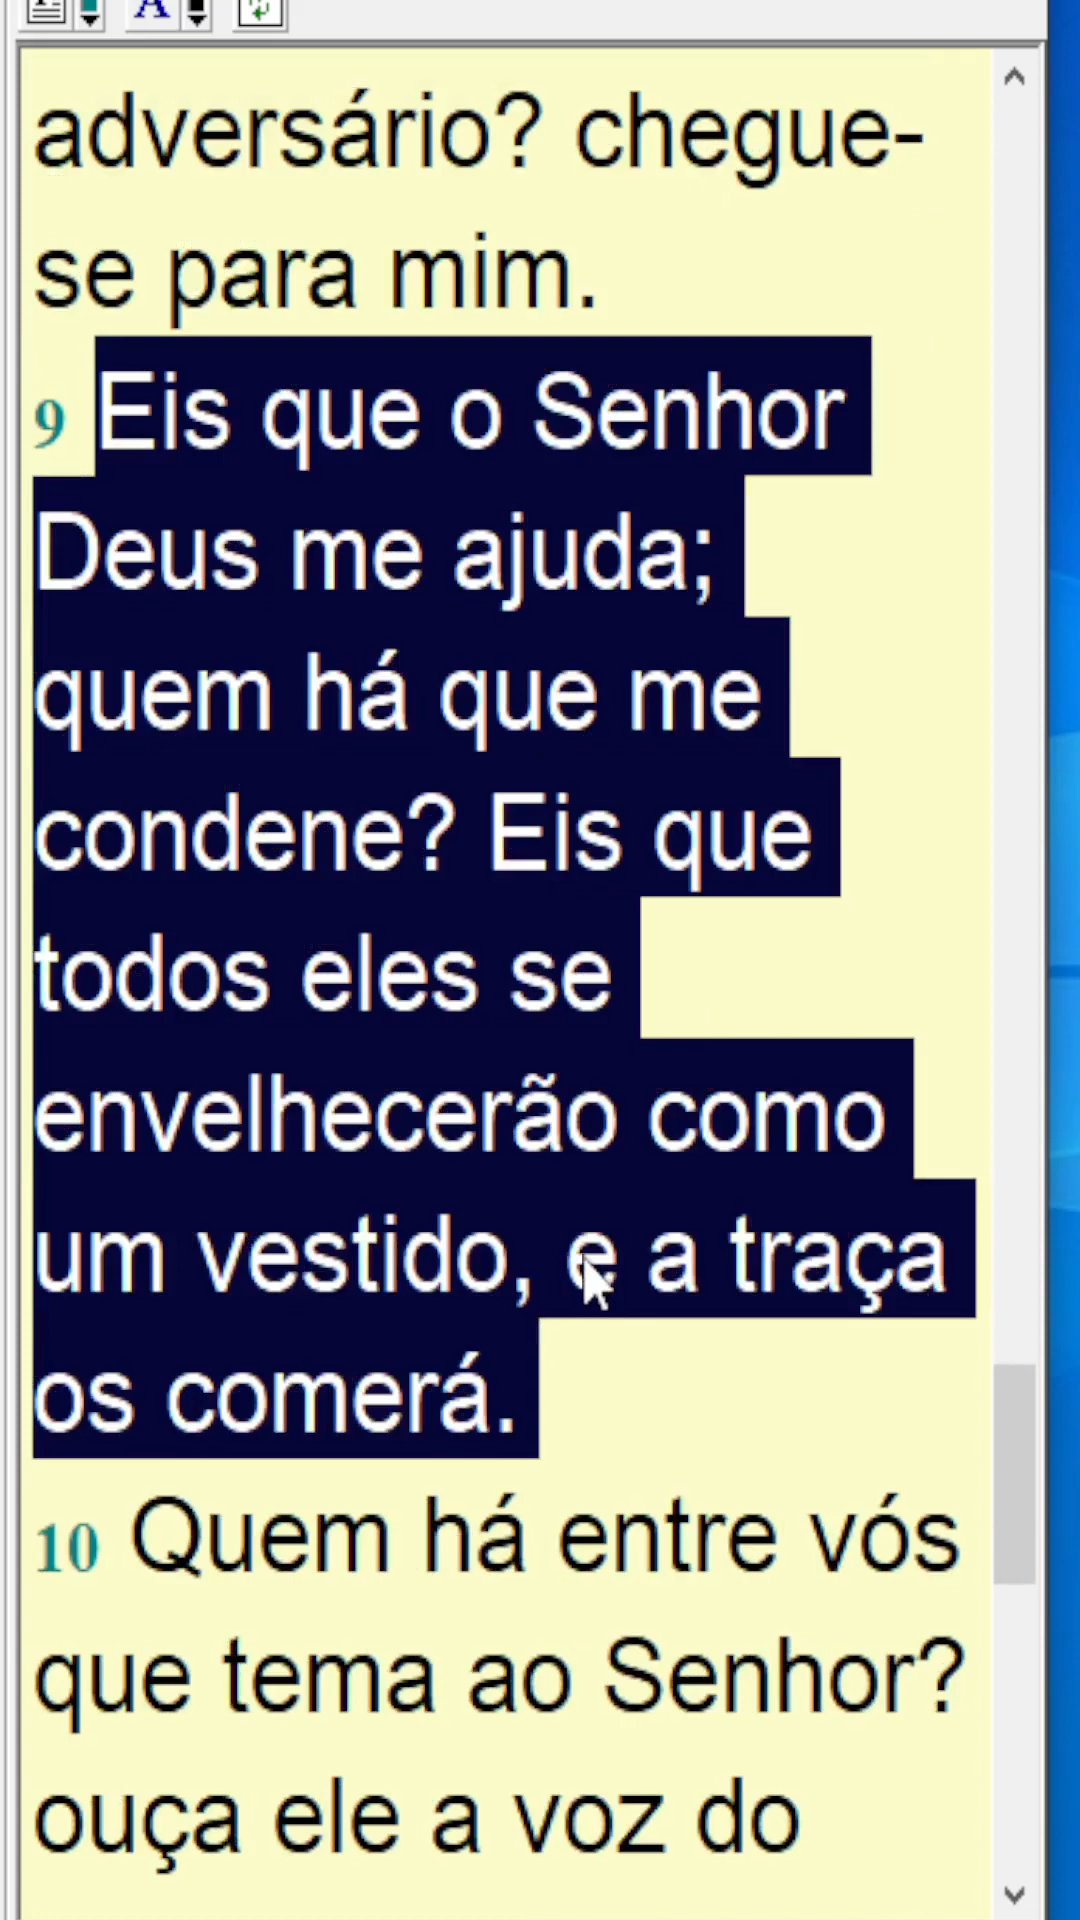 adversário? chegue-
se para mim.
9 Eis que o Senhor
Deus me ajuda;
quem há que me
condene? Eis que
todos eles se
envelhecerão como
um vestido, e a traça
os comerá.
10 Quem há entre vós
que tema ao Senhor?
ouça ele a voz do